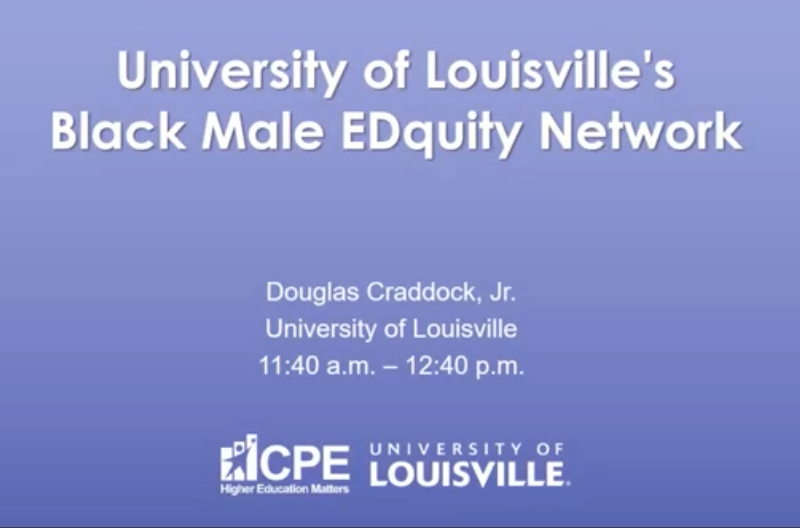 University of Louisville's
Black Male EDquity Network
Douglas Craddock, Jr.
University of Louisville
11:40 a.m. – 12:40 p.m.
CPE
Higher Education Matters
UNIVERSITY OF
LOUISVILLE.